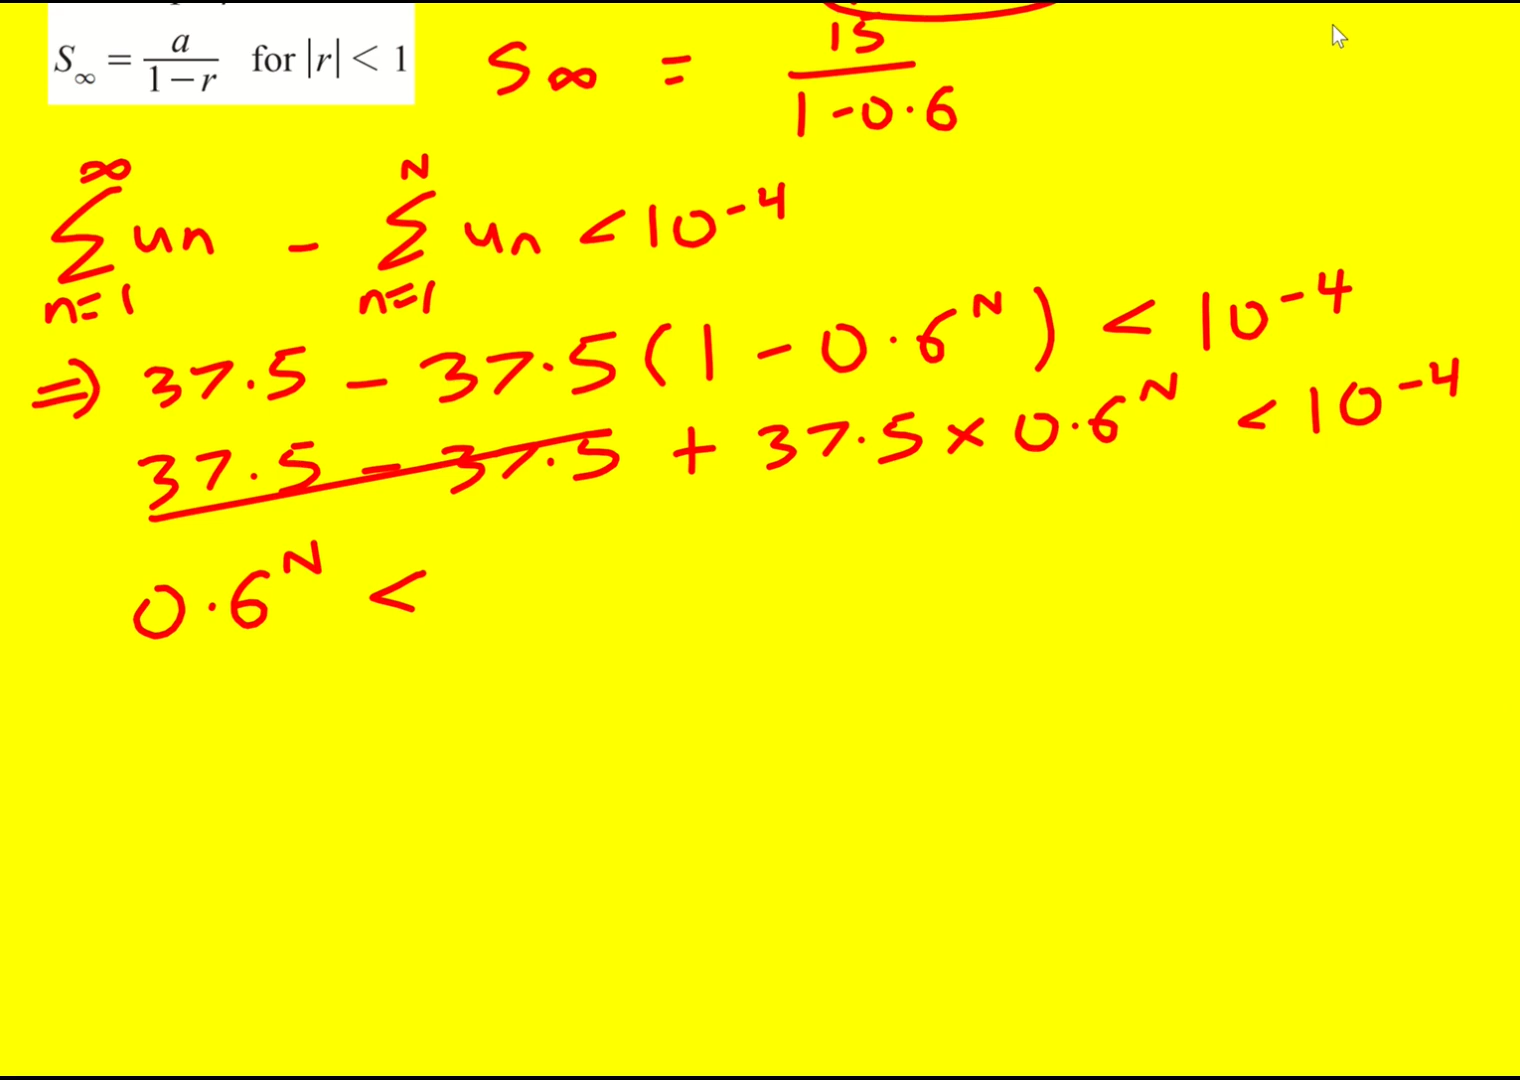 S∞ = a/(1−r) for |r| < 1
S∞ = 15/(1-0.6)
∞ Σ n=1 un - N Σ n=1 un < 10^-4
⇒ 37.5 - 37.5(1 - 0.6^N) < 10^-4
37.5 - 37.5 + 37.5 × 0.6^N < 10^-4
0.6^N <